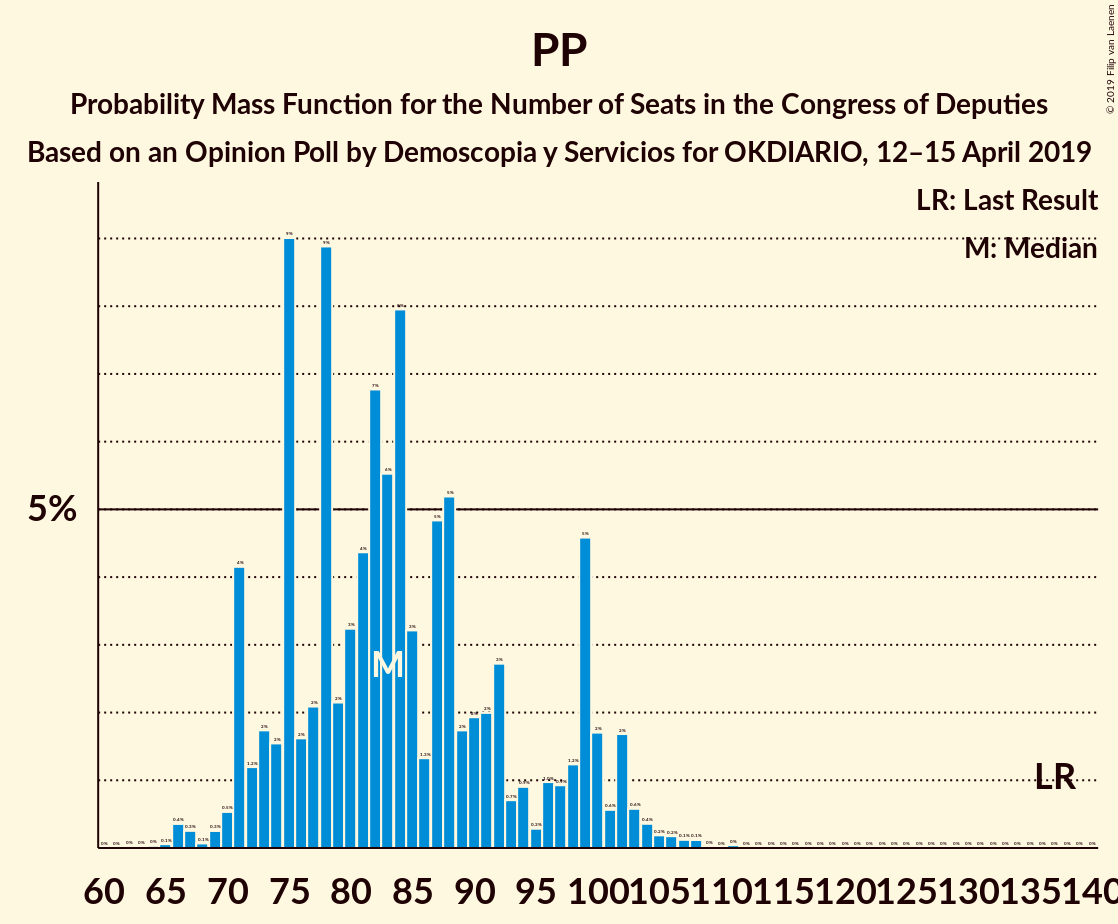 PP
Probability Mass Function for the Number of Seats in the Congress of Deputies
Based on an Opinion Poll by Demoscopia y Servicios for OKDIARIO, 12–15 April 2019
© 2019 Filip van Laenen
LR: Last Result
M: Median
5%
M
LR
60 65 70 75 80 85 90 95 100 105 110 115 120 125 130 135 140